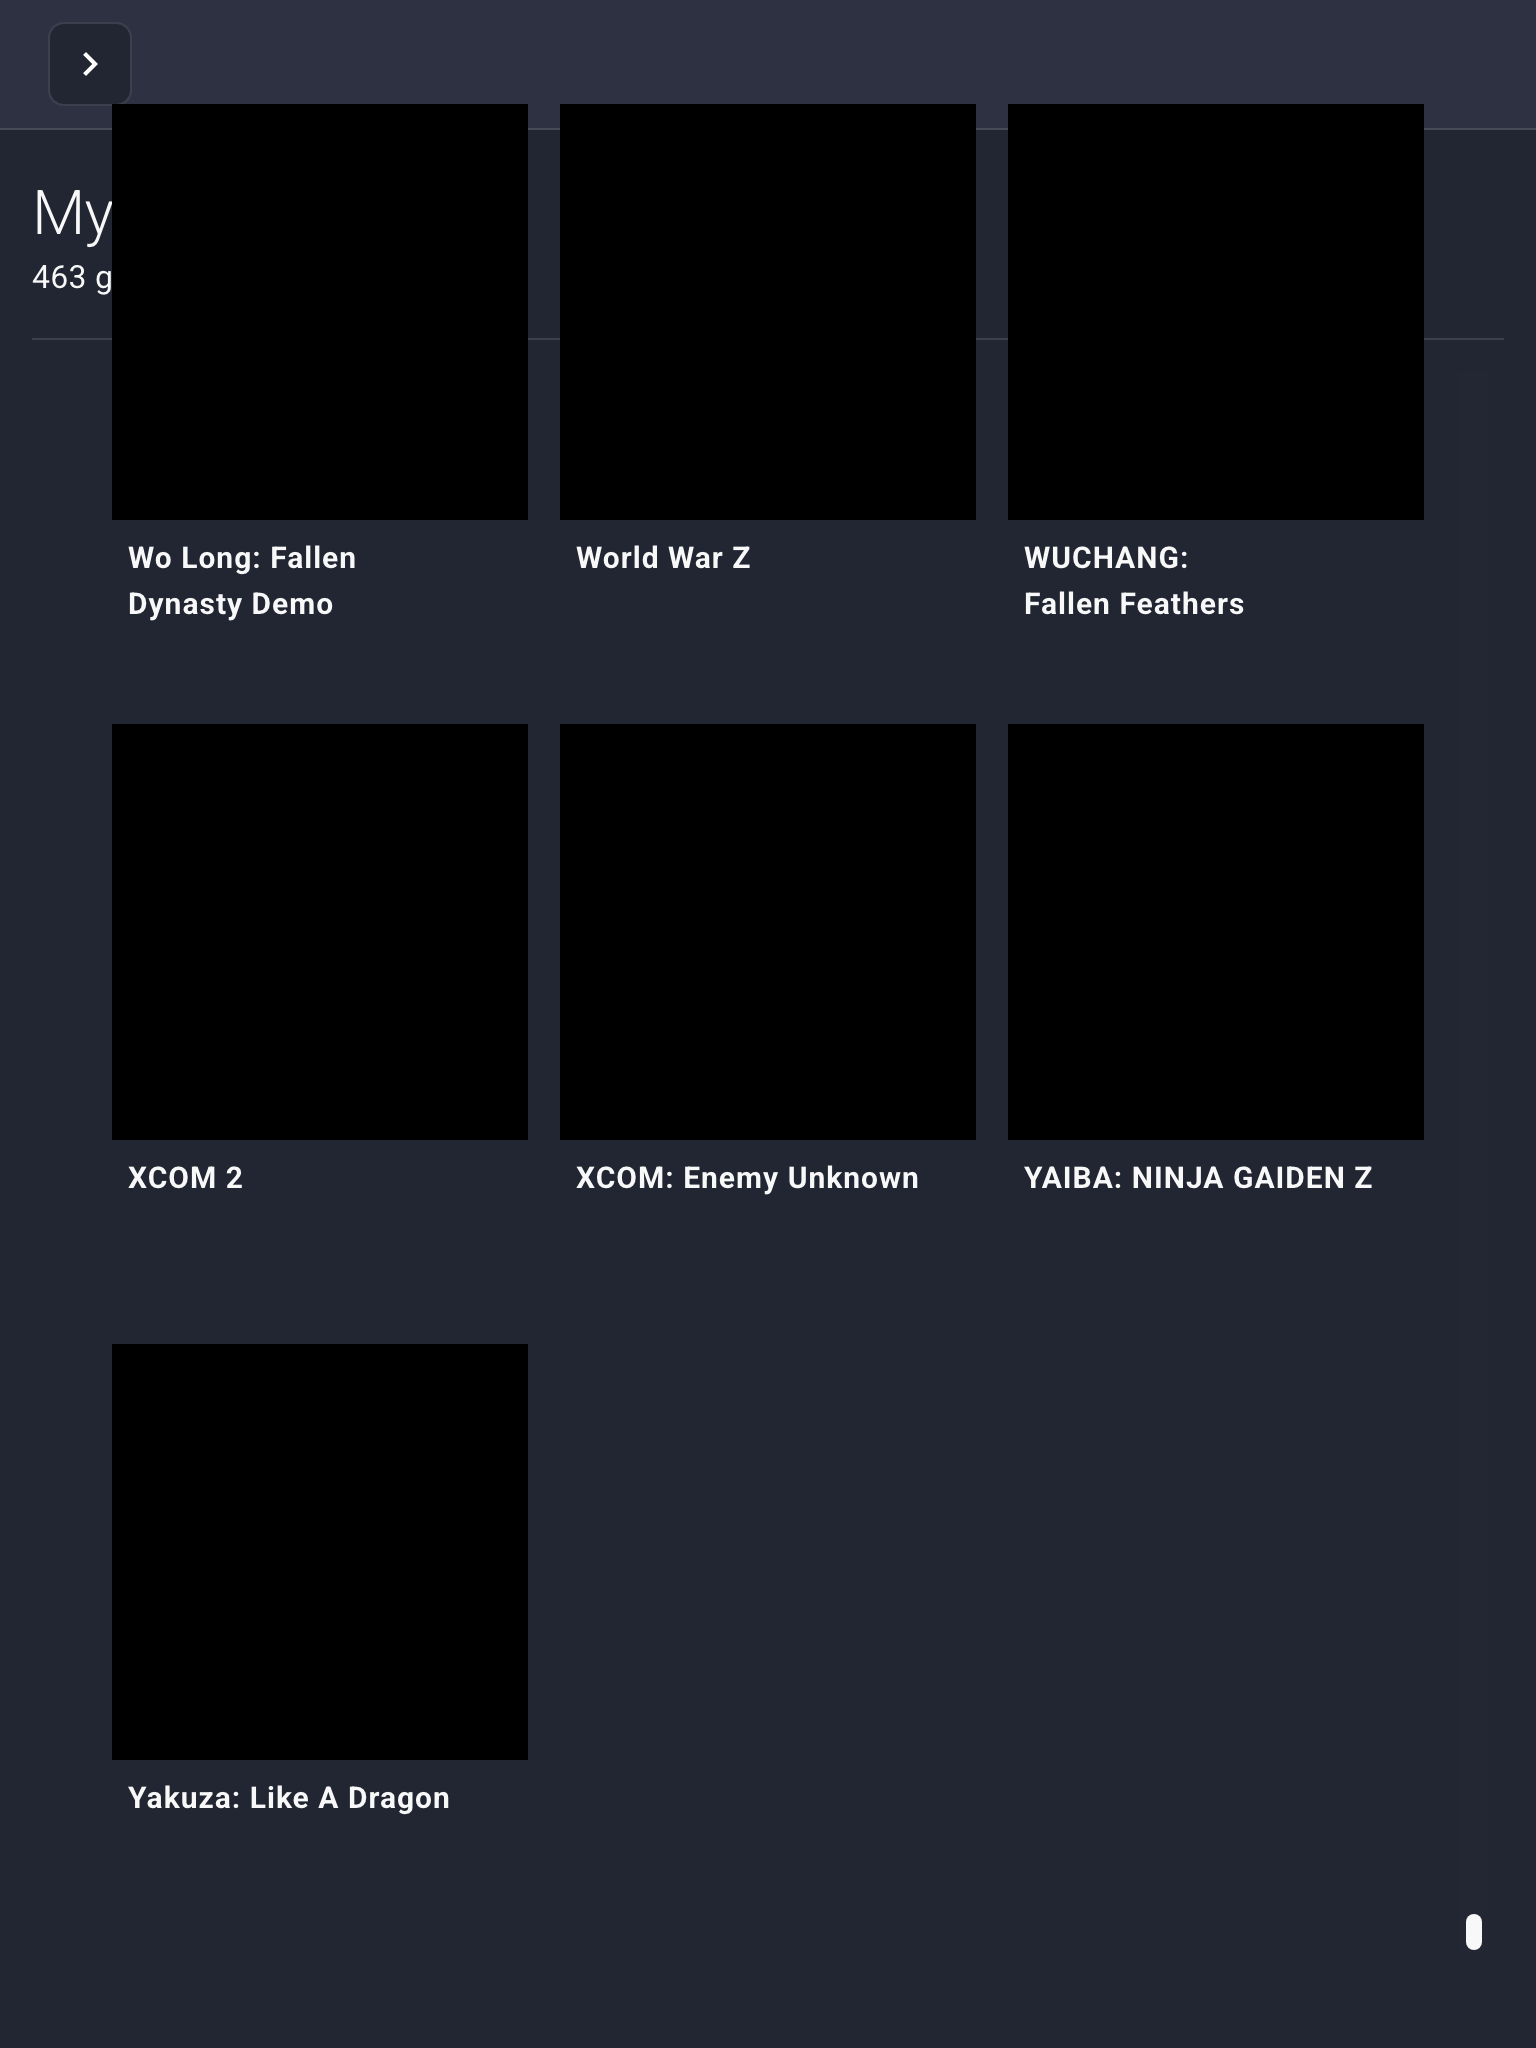 My
463 g
Wo Long: Fallen
Dynasty Demo
World War Z
WUCHANG:
Fallen Feathers
XCOM 2
XCOM: Enemy Unknown
YAIBA: NINJA GAIDEN Z
Yakuza: Like A Dragon